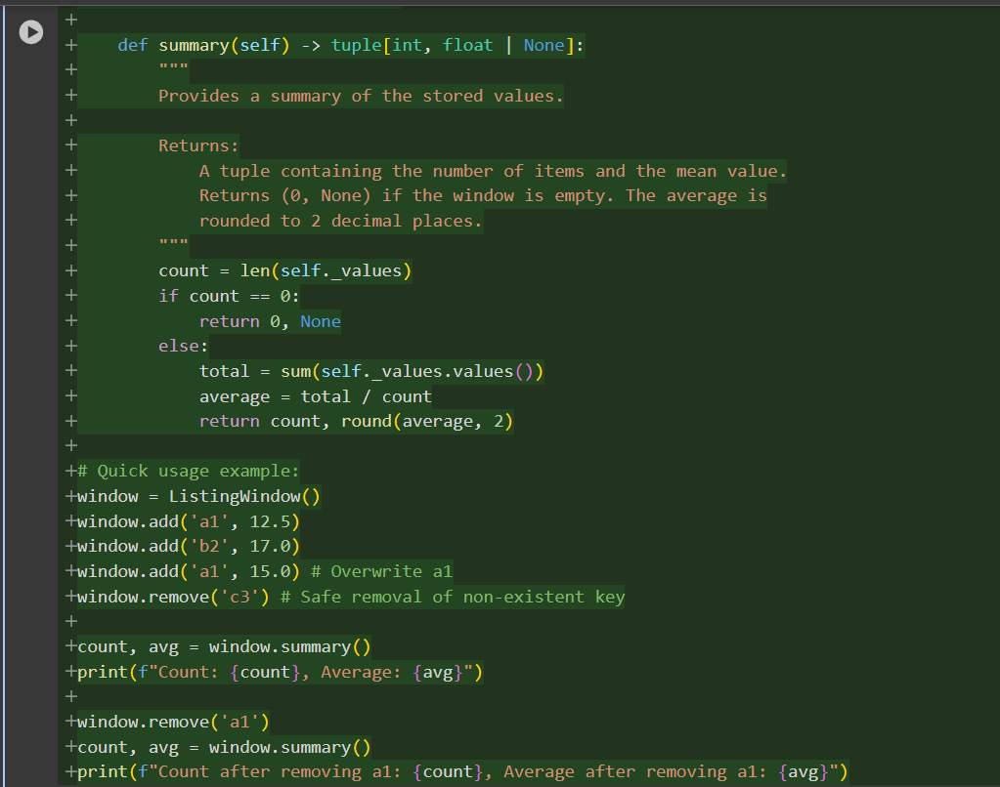 +
+    def summary(self) -> tuple[int, float | None]:
+        """
+        Provides a summary of the stored values.
+
+        Returns:
+            A tuple containing the number of items and the mean value.
+            Returns (0, None) if the window is empty. The average is
+            rounded to 2 decimal places.
+        """
+        count = len(self._values)
+        if count == 0:
+            return 0, None
+        else:
+            total = sum(self._values.values())
+            average = total / count
+            return count, round(average, 2)
+
+# Quick usage example:
+window = ListingWindow()
+window.add('a1', 12.5)
+window.add('b2', 17.0)
+window.add('a1', 15.0) # Overwrite a1
+window.remove('c3') # Safe removal of non-existent key
+
+count, avg = window.summary()
+print(f"Count: {count}, Average: {avg}")
+
+window.remove('a1')
+count, avg = window.summary()
+print(f"Count after removing a1: {count}, Average after removing a1: {avg}")